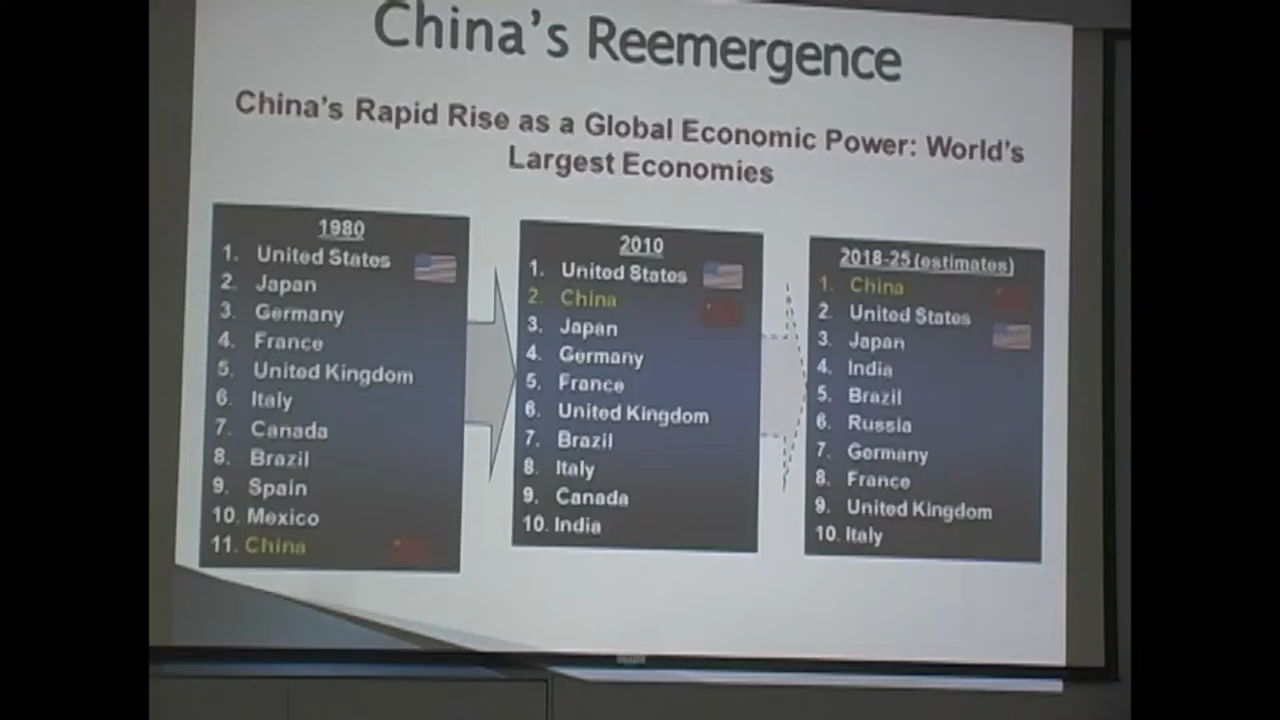 China's Reemergence
China's Rapid Rise as a Global Economic Power: World's
Largest Economies
1980
1. United States
2. Japan
3. Germany
4. France
5. United Kingdom
6. Italy
7. Canada
8. Brazil
9. Spain
10. Mexico
11. China
2010
1. United States
2. China
3. Japan
4. Germany
5. France
6. United Kingdom
7. Brazil
8. Italy
9. Canada
10. India
2018-25 (estimates)
1. China
2. United States
3. Japan
4. India
5. Brazil
6. Russia
7. Germany
8. France
9. United Kingdom
10. Italy